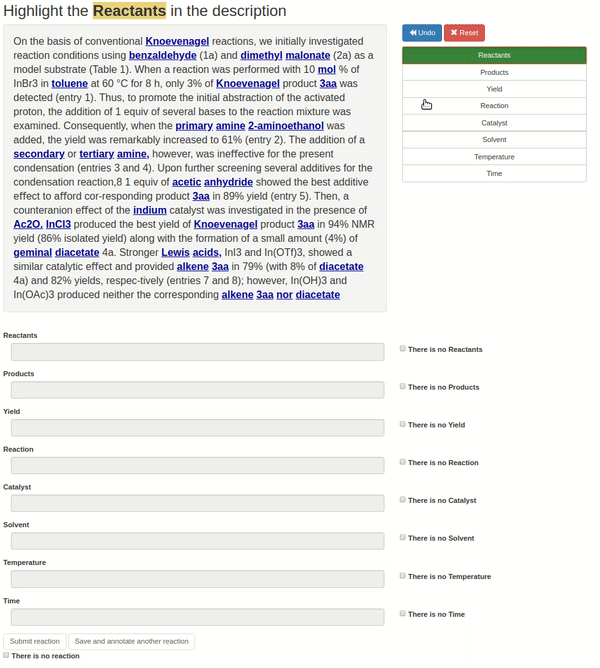 Highlight the Reactants in the description
On the basis of conventional Knoevenagel reactions, we initially investigated
reaction conditions using benzaldehyde (1a) and dimethyl malonate (2a) as a
model substrate (Table 1). When a reaction was performed with 10 mol % of
InBr3 in toluene at 60 °C for 8 h, only 3% of Knoevenagel product 3aa was
detected (entry 1). Thus, to promote the initial abstraction of the activated
proton, the addition of 1 equiv of several bases to the reaction mixture was
examined. Consequently, when the primary amine 2-aminoethanol was
added, the yield was remarkably increased to 61% (entry 2). The addition of a
secondary or tertiary amine, however, was ineffective for the present
condensation (entries 3 and 4). Upon further screening several additives for the
condensation reaction,8 1 equiv of acetic anhydride showed the best additive
effect to afford cor-responding product 3aa in 89% yield (entry 5). Then, a
counteranion effect of the indium catalyst was investigated in the presence of
Ac2O. InCl3 produced the best yield of Knoevenagel product 3aa in 94% NMR
yield (86% isolated yield) along with the formation of a small amount (4%) of
geminal diacetate 4a. Stronger Lewis acids, InI3 and In(OTf)3, showed a
similar catalytic effect and provided alkene 3aa in 79% (with 8% of diacetate
4a) and 82% yields, respec-tively (entries 7 and 8); however, In(OH)3 and
In(OAc)3 produced neither the corresponding alkene 3aa nor diacetate
Undo Reset
Reactants
Products
Yield
Reaction
Catalyst
Solvent
Temperature
Time
Reactants
There is no Reactants
Products
There is no Products
Yield
There is no Yield
Reaction
There is no Reaction
Catalyst
There is no Catalyst
Solvent
There is no Solvent
Temperature
There is no Temperature
Time
There is no Time
Submit reaction Save and annotate another reaction
There is no reaction